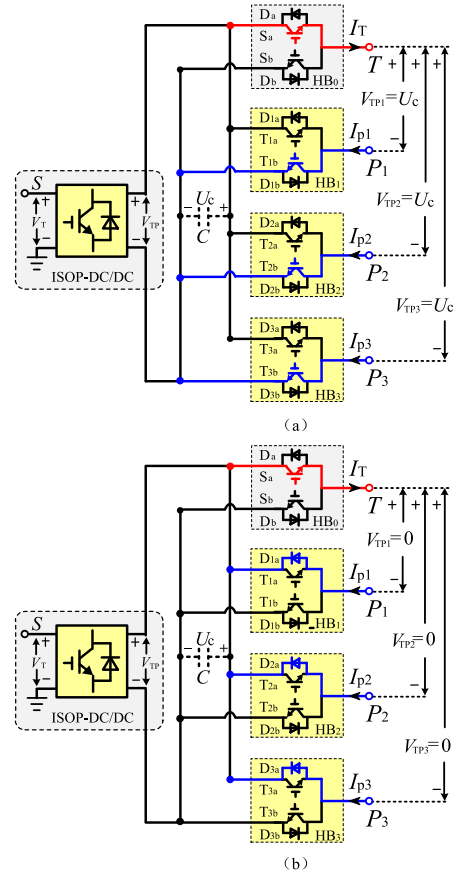 Da
Sa
Sb
Db
HB0
IT
T
+ + +
VTP1=Uc
D1a
T1a
T1b
D1b
HB1
Ip1
P1
−
S
+
VT
−
+
VTP
−
ISOP-DC/DC
− Uc +
C
D2a
T2a
T2b
D2b
HB2
Ip2
P2
VTP2=Uc
−
D3a
T3a
T3b
D3b
HB3
Ip3
P3
VTP3=Uc
−
（a）
Da
Sa
Sb
Db
HB0
IT
T
+ + +
VTP1=0
D1a
T1a
T1b
D1b
HB1
Ip1
P1
−
S
+
VT
−
+
VTP
−
ISOP-DC/DC
− Uc +
C
D2a
T2a
T2b
D2b
HB2
Ip2
P2
VTP2=0
−
D3a
T3a
T3b
D3b
HB3
Ip3
P3
VTP3=0
−
（b）